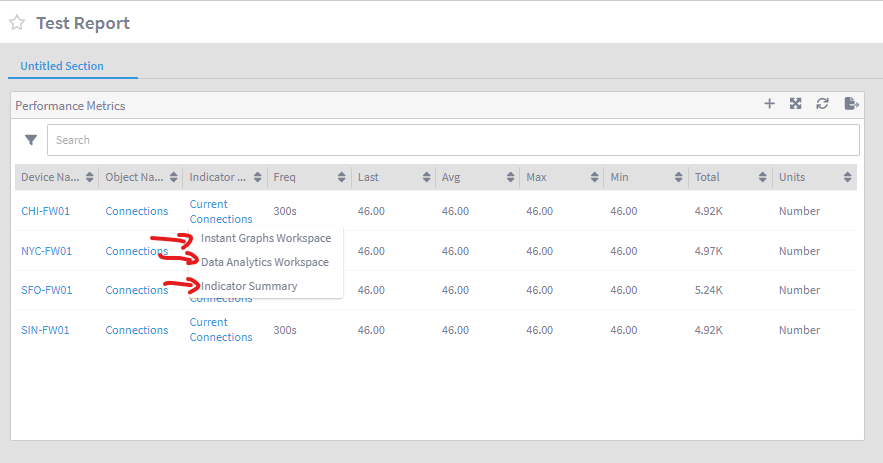 Test Report
Untitled Section
Performance Metrics
Search
Device Na... Object Na... Indicator ... Freq Last Avg Max Min Total Units
CHI-FW01 Connections Current Connections 300s 46.00 46.00 46.00 46.00 4.92K Number
Instant Graphs Workspace
NYC-FW01 Connections 46.00 46.00 46.00 46.00 4.97K Number
Data Analytics Workspace
Indicator Summary
SFO-FW01 Connections Connections 46.00 46.00 46.00 46.00 5.24K Number
SIN-FW01 Connections Current Connections 300s 46.00 46.00 46.00 46.00 4.92K Number